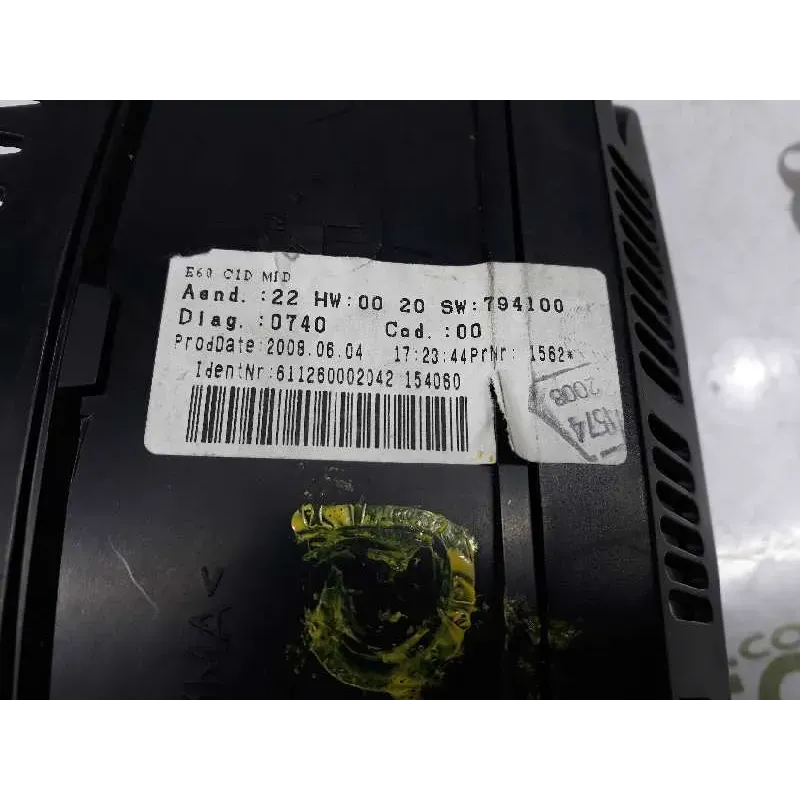 E60 CID MID
Aend. :22 HW:00 20 SW:794100
Diag. :0740 Cod. :00
ProdDate: 2008.06.04 17:23:44PrNr: 1562*
IdentNr:611260002042 154060
2008